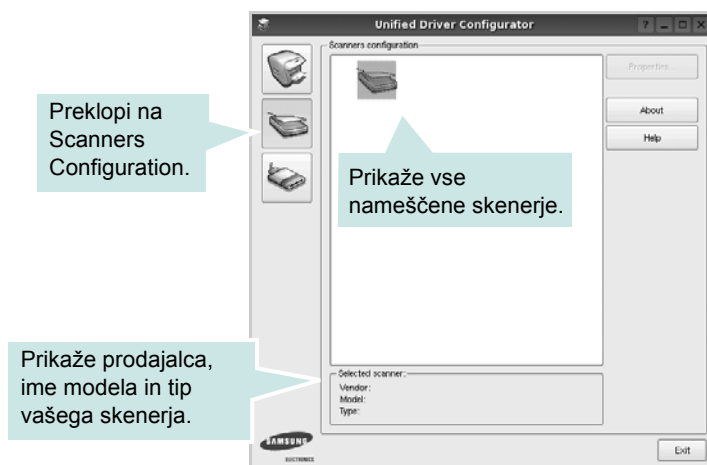 Unified Driver Configurator
Scanners configuration
Properties...
About
Help
Preklopi na
Scanners
Configuration.
Prikaže vse
nameščene skenerje.
Prikaže prodajalca,
ime modela in tip
vašega skenerja.
Selected scanner:
Vendor:
Model:
Type:
SAMSUNG
ELECTRONICS
Exit